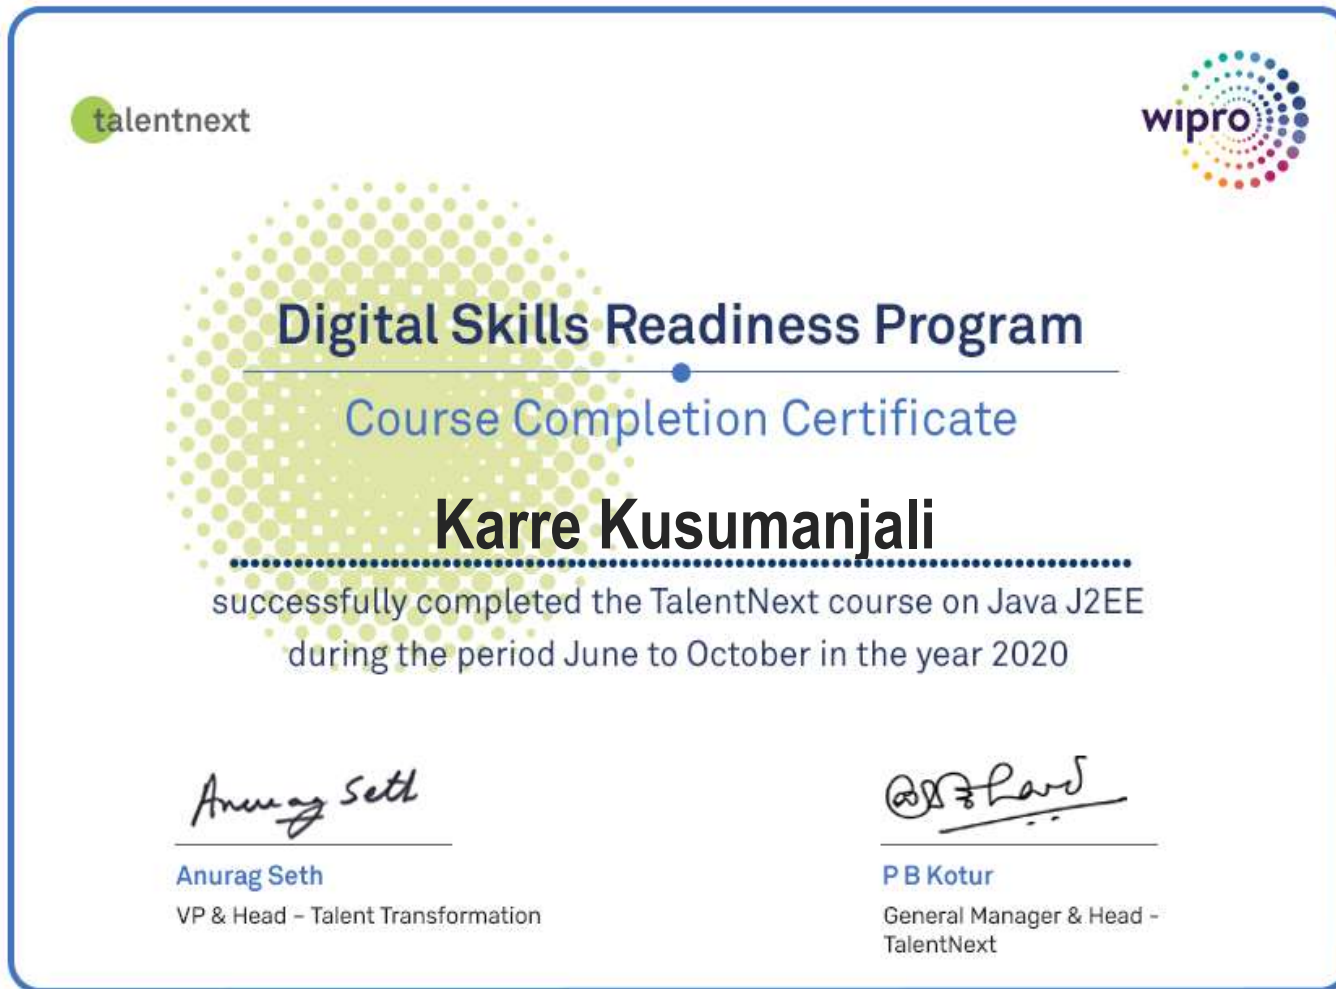 talentnext
wipro
Digital Skills Readiness Program
Course Completion Certificate
Karre Kusumanjali
successfully completed the TalentNext course on Java J2EE
during the period June to October in the year 2020
Anurag Seth
Anurag Seth
VP & Head – Talent Transformation
P B Kotur
General Manager & Head -
TalentNext